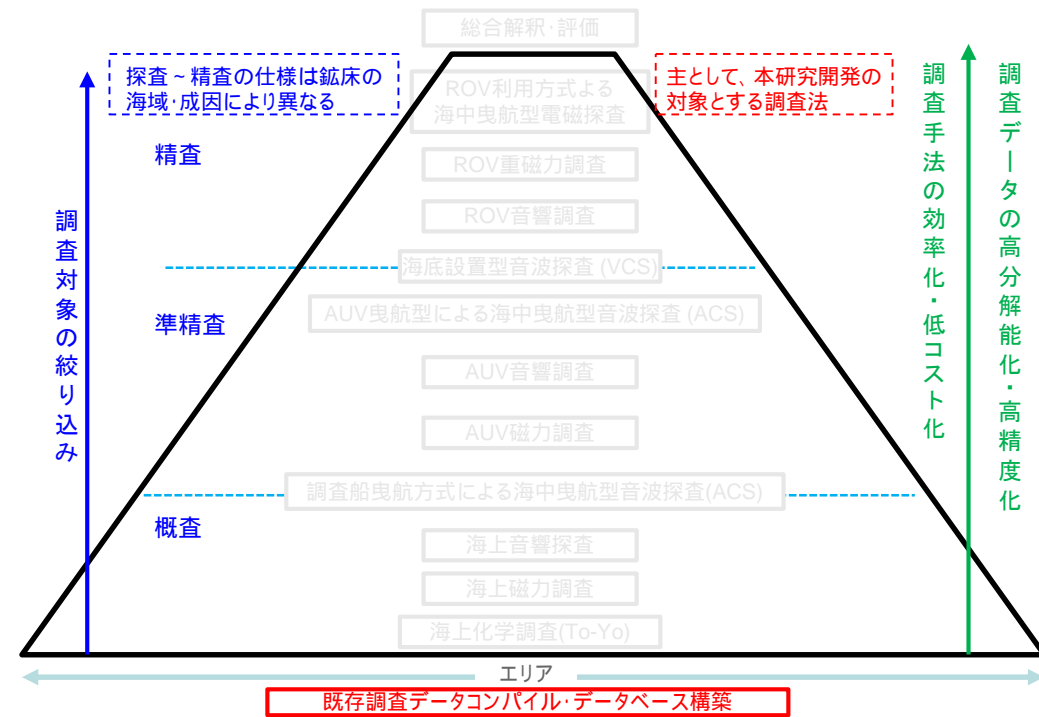 総合解釈･評価
探査～精査の仕様は鉱床の
海域･成因により異なる
ROV利用方式よる
海中曳航型電磁探査
主として、本研究開発の
対象とする調査法
精査
ROV重磁力調査
ROV音響調査
海底設置型音波探査 (VCS)
準精査
AUV曳航型による海中曳航型音波探査 (ACS)
AUV音響調査
AUV磁力調査
調査船曳航方式による海中曳航型音波探査(ACS)
概査
海上音響探査
海上磁力調査
海上化学調査(To-Yo)
調査対象の絞り込み
調査手法の効率化・低コスト化
調査データの高分解能化・高精度化
エリア
既存調査データコンパイル･データベース構築